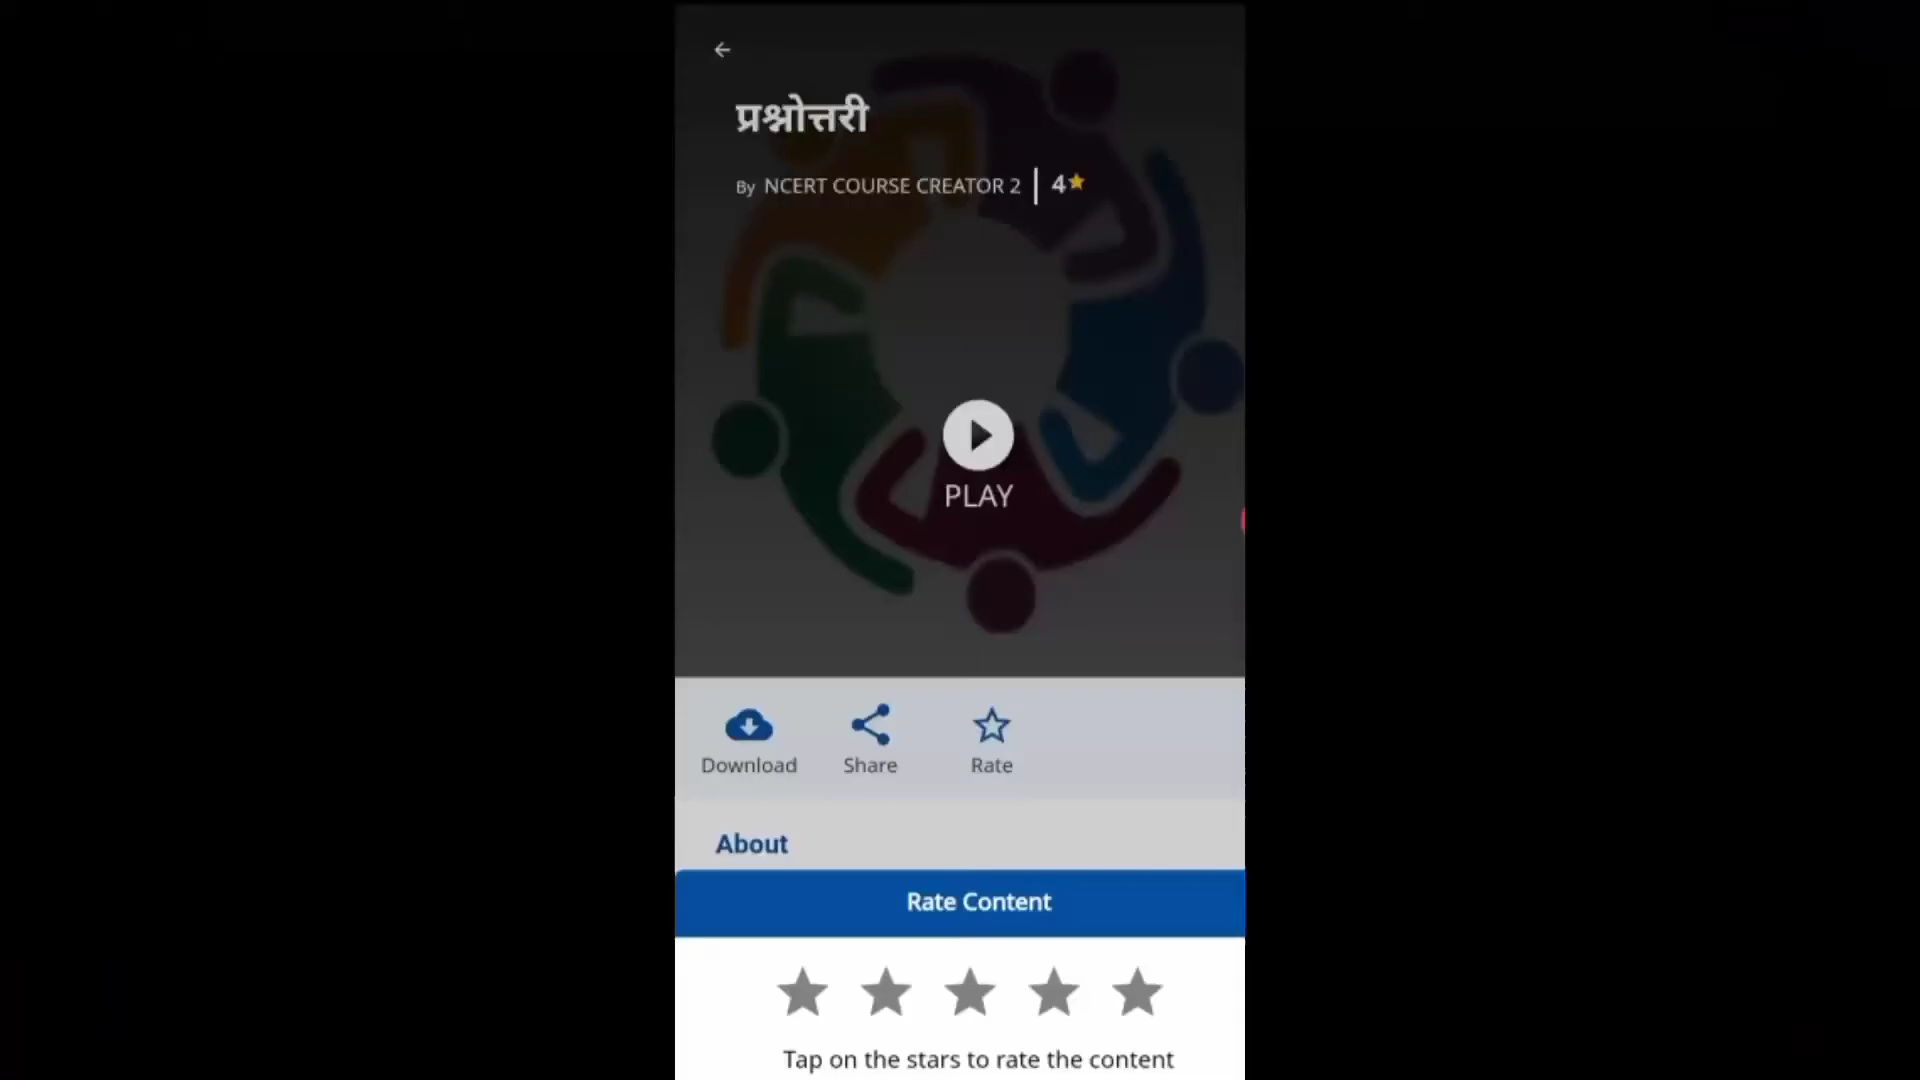 प्रश्नोत्तरी
By NCERT COURSE CREATOR 2 | 4
PLAY
Download Share Rate
About
Rate Content
Tap on the stars to rate the content